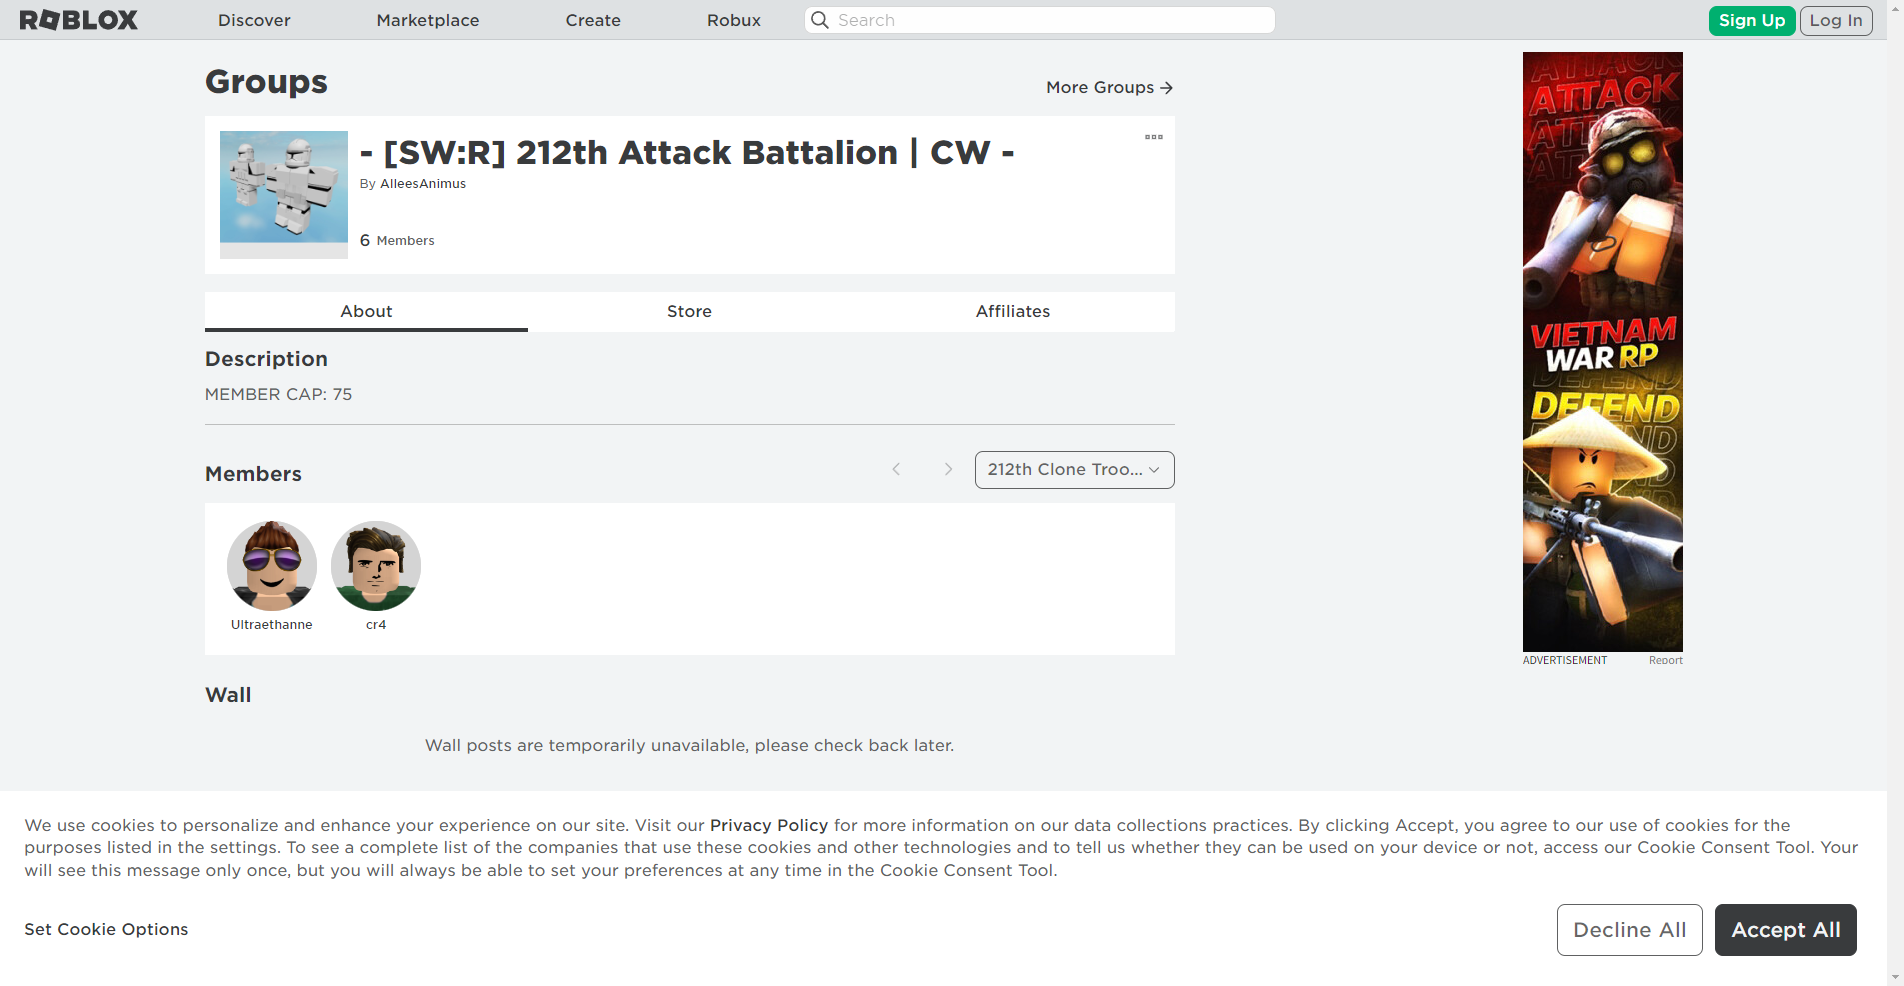 ROBLOX
Discover
Marketplace
Create
Robux
Search
Sign Up
Log In
Groups
More Groups
- [SW:R] 212th Attack Battalion | CW -
By AlleesAnimus
6 Members
About
Store
Affiliates
Description
MEMBER CAP: 75
Members
212th Clone Troo...
Ultraethanne
cr4
Wall
Wall posts are temporarily unavailable, please check back later.
ATTACK
ATTACK
ATTACK
VIETNAM
WAR RP
DEFEND
DEFEND
DEFEND
ADVERTISEMENT
Report
We use cookies to personalize and enhance your experience on our site. Visit our Privacy Policy for more information on our data collections practices. By clicking Accept, you agree to our use of cookies for the
purposes listed in the settings. To see a complete list of the companies that use these cookies and other technologies and to tell us whether they can be used on your device or not, access our Cookie Consent Tool. Your
will see this message only once, but you will always be able to set your preferences at any time in the Cookie Consent Tool.
Set Cookie Options
Decline All
Accept All